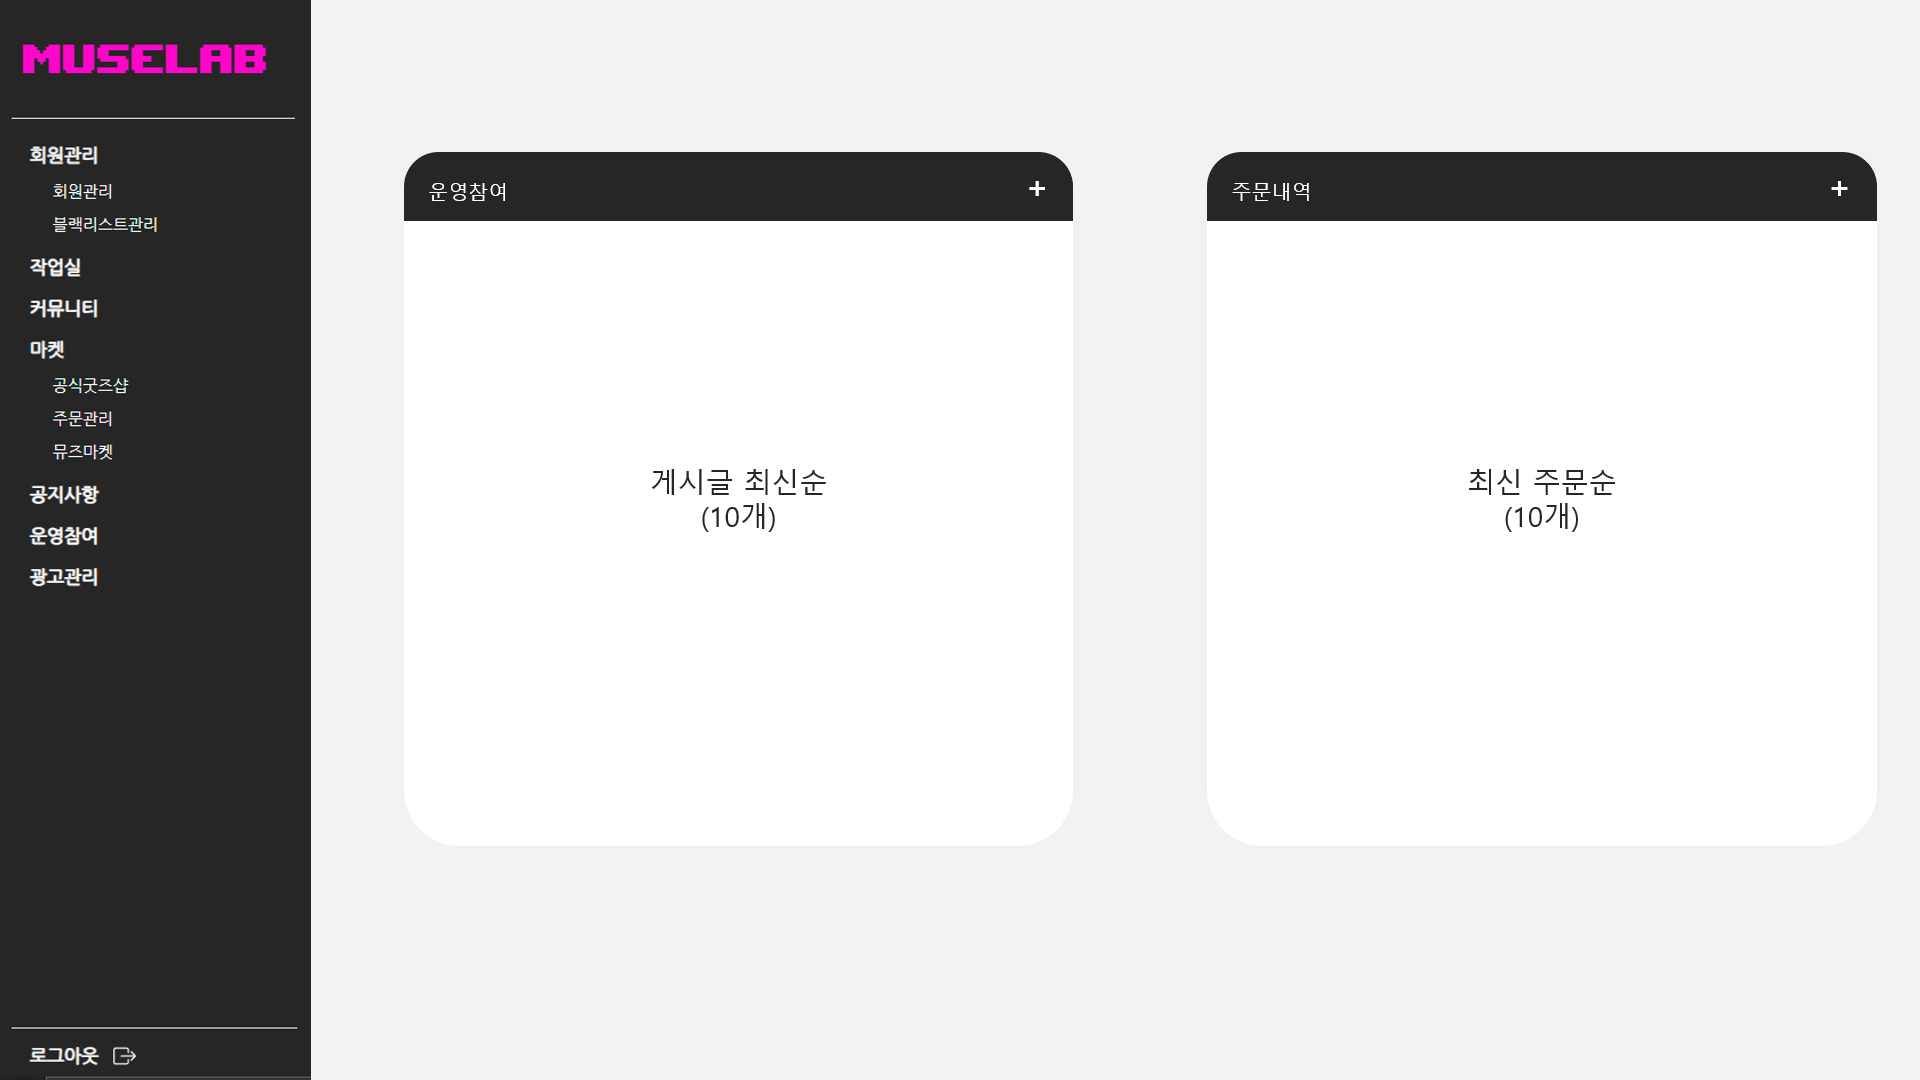 MUSELAB
회원관리
회원관리
블랙리스트관리
작업실
커뮤니티
마켓
공식굿즈샵
주문관리
뮤즈마켓
공지사항
운영참여
광고관리
로그아웃
운영참여 +
게시글 최신순
(10개)
주문내역 +
최신 주문순
(10개)